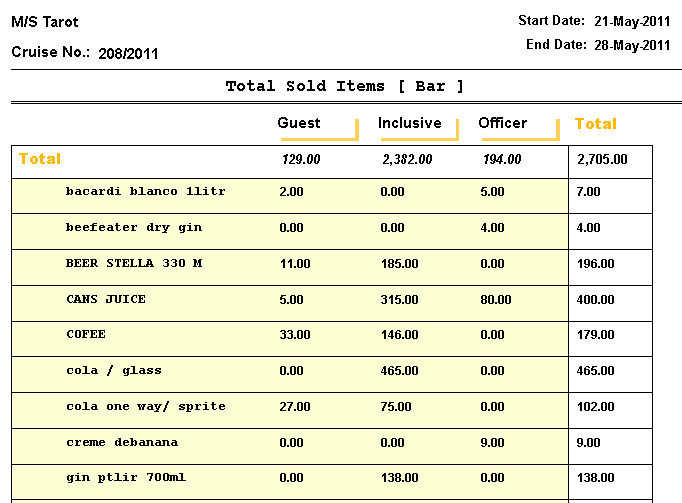 M/S Tarot Start Date: 21-May-2011
Cruise No.: 208/2011 End Date: 28-May-2011
Total Sold Items [ Bar ]
Guest Inclusive Officer Total
Total 129.00 2,382.00 194.00 2,705.00
bacardi blanco 1litr 2.00 0.00 5.00 7.00
beefeater dry gin 0.00 0.00 4.00 4.00
BEER STELLA 330 M 11.00 185.00 0.00 196.00
CANS JUICE 5.00 315.00 80.00 400.00
COFEE 33.00 146.00 0.00 179.00
cola / glass 0.00 465.00 0.00 465.00
cola one way/ sprite 27.00 75.00 0.00 102.00
creme debanana 0.00 0.00 9.00 9.00
gin ptlir 700ml 0.00 138.00 0.00 138.00